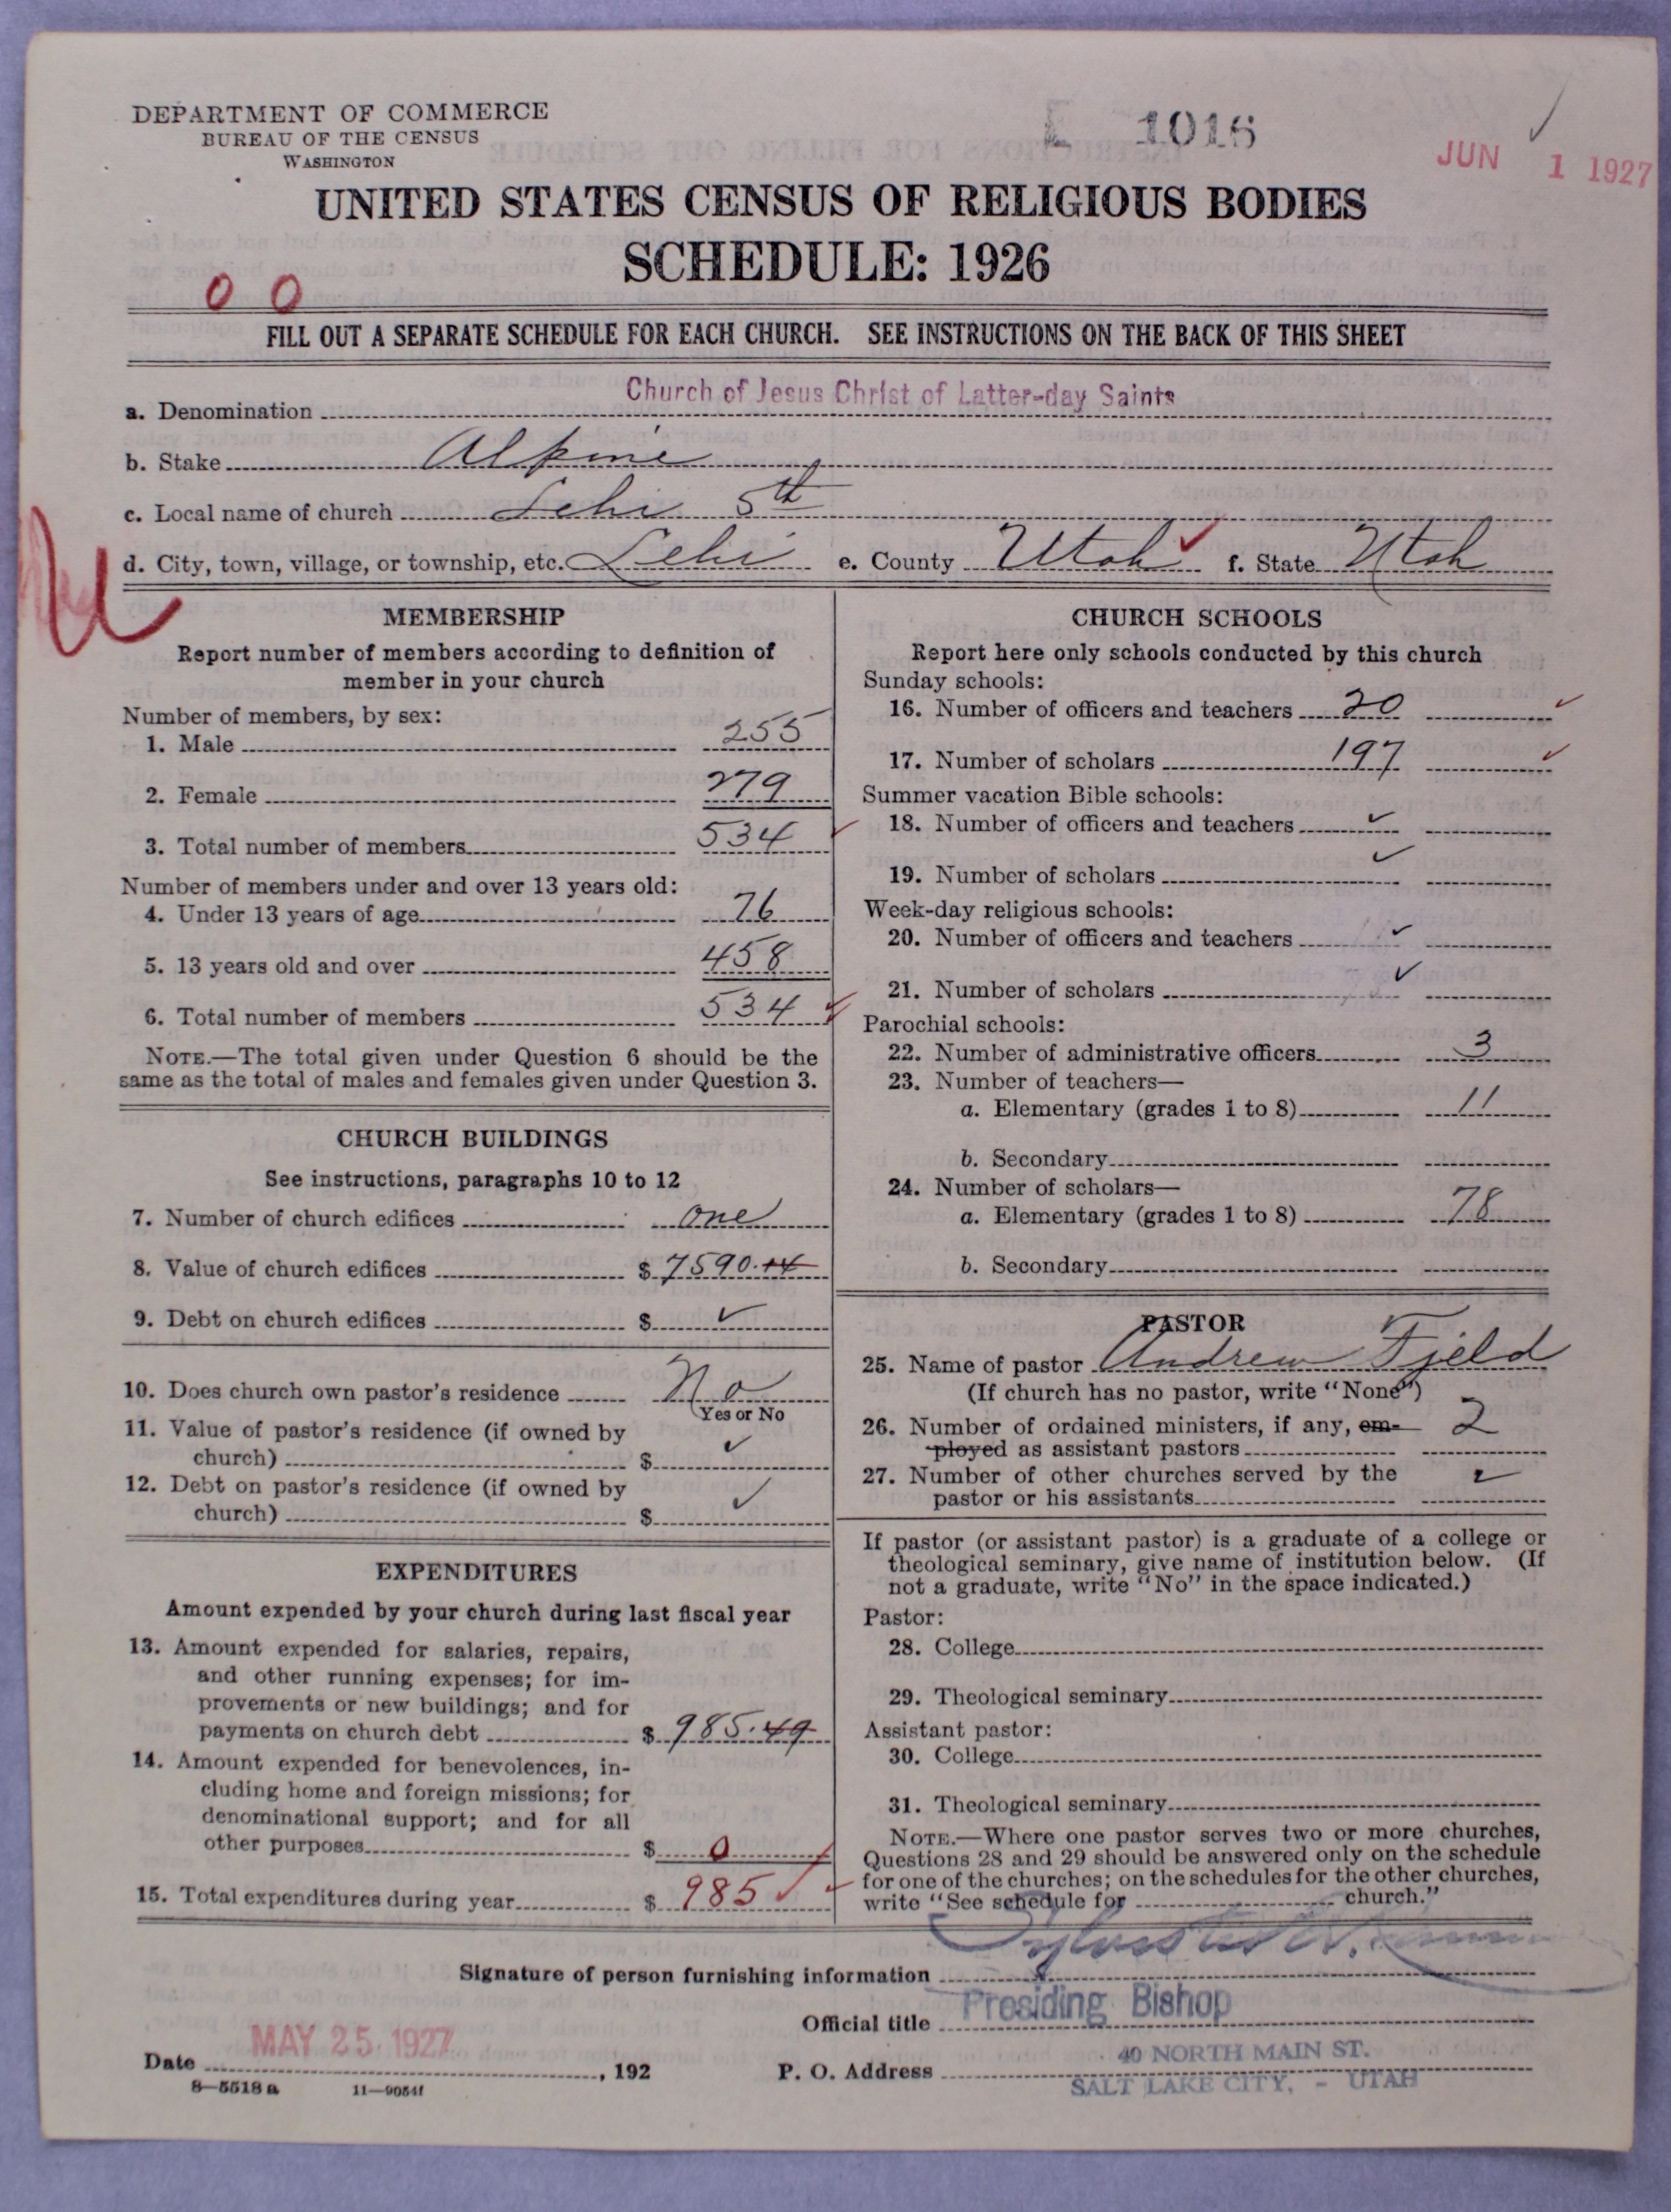 DEPARTMENT OF COMMERCE
BUREAU OF THE CENSUS
WASHINGTON
1016
JUN 1 1927
UNITED STATES CENSUS OF RELIGIOUS BODIES
SCHEDULE: 1926
0 0
FILL OUT A SEPARATE SCHEDULE FOR EACH CHURCH. SEE INSTRUCTIONS ON THE BACK OF THIS SHEET
a. Denomination Church of Jesus Christ of Latter-day Saints
b. Stake Alpine
c. Local name of church Lehi 5th
d. City, town, village, or township, etc. Lehi e. County Utah ✓ f. State Utah
MEMBERSHIP
Report number of members according to definition of
member in your church
Number of members, by sex:
1. Male 255
2. Female 279
3. Total number of members 534 ✓
Number of members under and over 13 years old:
4. Under 13 years of age 76
5. 13 years old and over 458
6. Total number of members 534 ✓
NOTE.—The total given under Question 6 should be the
same as the total of males and females given under Question 3.
CHURCH BUILDINGS
See instructions, paragraphs 10 to 12
7. Number of church edifices one
8. Value of church edifices $ 7590.14
9. Debt on church edifices $ ✓
10. Does church own pastor's residence No
Yes or No
11. Value of pastor's residence (if owned by
church) $ ✓
12. Debt on pastor's residence (if owned by
church) $ ✓
EXPENDITURES
Amount expended by your church during last fiscal year
13. Amount expended for salaries, repairs,
and other running expenses; for im-
provements or new buildings; and for
payments on church debt $ 985.49
14. Amount expended for benevolences, in-
cluding home and foreign missions; for
denominational support; and for all
other purposes $ 0
15. Total expenditures during year $ 985 ✓
CHURCH SCHOOLS
Report here only schools conducted by this church
Sunday schools:
16. Number of officers and teachers 20 ✓
17. Number of scholars 197 ✓
Summer vacation Bible schools:
18. Number of officers and teachers ✓
19. Number of scholars ✓
Week-day religious schools:
20. Number of officers and teachers ✓
21. Number of scholars ✓
Parochial schools:
22. Number of administrative officers 3
23. Number of teachers—
a. Elementary (grades 1 to 8) 11
b. Secondary
24. Number of scholars—
a. Elementary (grades 1 to 8) 78
b. Secondary
PASTOR
25. Name of pastor Andrew Fjeld
(If church has no pastor, write "None")
26. Number of ordained ministers, if any, em- 2
ployed as assistant pastors
27. Number of other churches served by the
pastor or his assistants
If pastor (or assistant pastor) is a graduate of a college or
theological seminary, give name of institution below. (If
not a graduate, write "No" in the space indicated.)
Pastor:
28. College
29. Theological seminary
Assistant pastor:
30. College
31. Theological seminary
NOTE.—Where one pastor serves two or more churches,
Questions 28 and 29 should be answered only on the schedule
for one of the churches; on the schedules for the other churches,
write "See schedule for church."
Signature of person furnishing information
Official title Presiding Bishop
Date MAY 25 1927, 192
P. O. Address 40 NORTH MAIN ST.
SALT LAKE CITY, - UTAH
8—5518 a 11—9054f